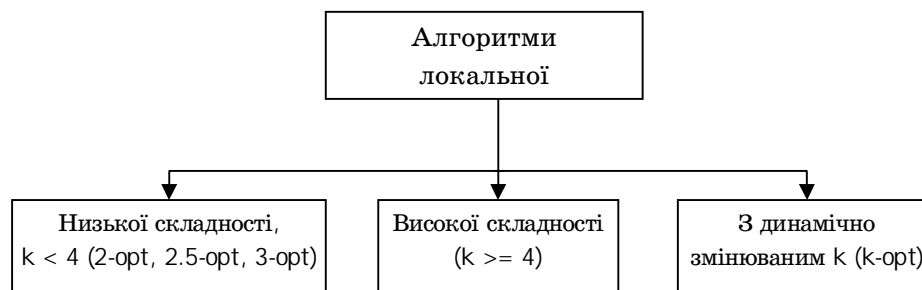 Алгоритми
локальної
Низької складності,
k < 4 (2-opt, 2.5-opt, 3-opt)
Високої складності
(k >= 4)
З динамічно
змінюваним k (k-opt)